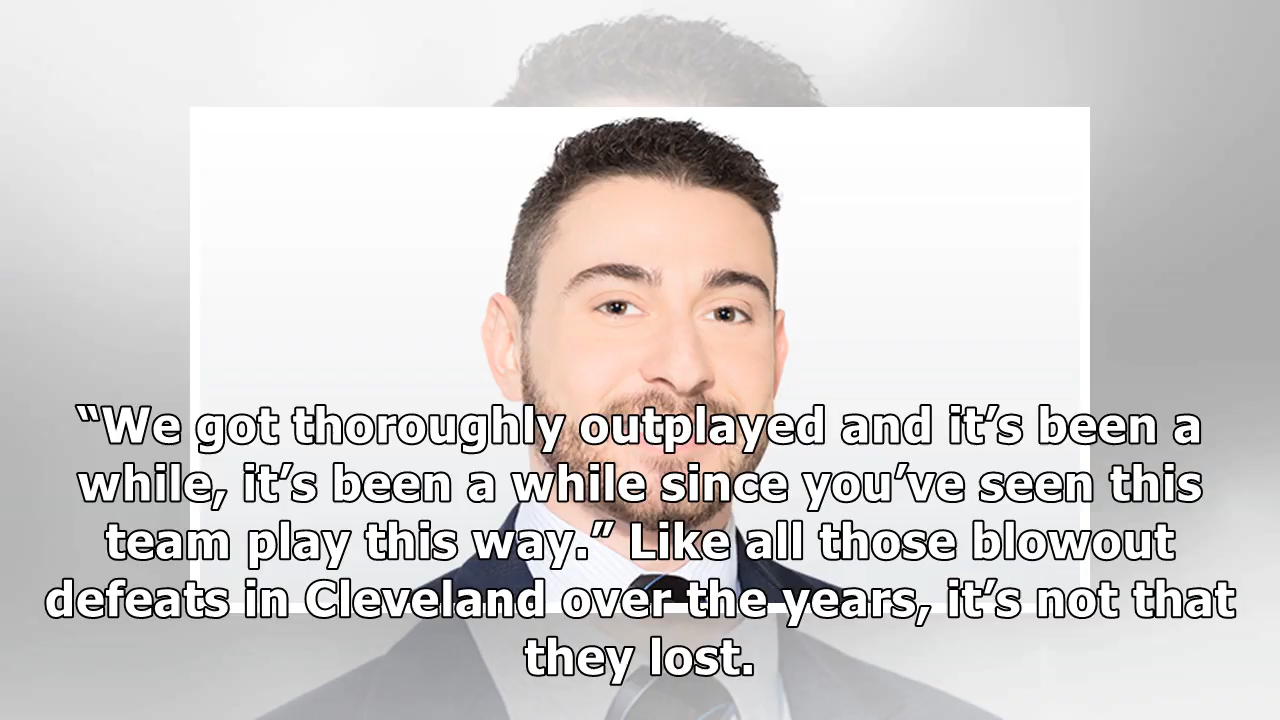 “We got thoroughly outplayed and it’s been a
while, it’s been a while since you’ve seen this
team play this way.” Like all those blowout
defeats in Cleveland over the years, it’s not that
they lost.